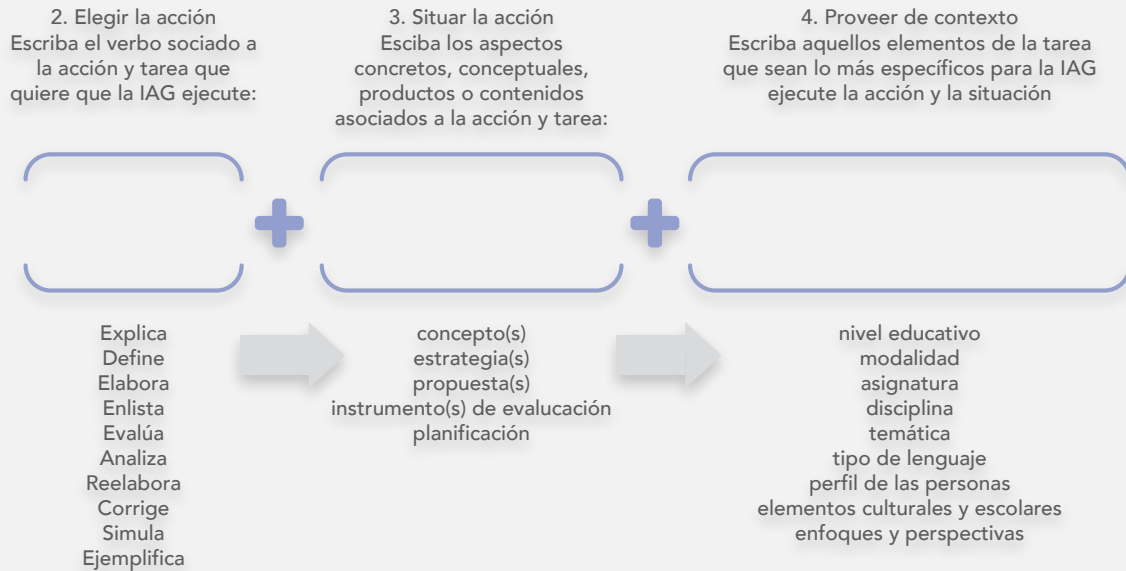 2. Elegir la acción
Escriba el verbo sociado a
la acción y tarea que
quiere que la IAG ejecute:
3. Situar la acción
Esciba los aspectos
concretos, conceptuales,
productos o contenidos
asociados a la acción y tarea:
4. Proveer de contexto
Escriba aquellos elementos de la tarea
que sean lo más específicos para la IAG
ejecute la acción y la situación
Explica
Define
Elabora
Enlista
Evalúa
Analiza
Reelabora
Corrige
Simula
Ejemplifica
concepto(s)
estrategia(s)
propuesta(s)
instrumento(s) de evalucación
planificación
nivel educativo
modalidad
asignatura
disciplina
temática
tipo de lenguaje
perfil de las personas
elementos culturales y escolares
enfoques y perspectivas